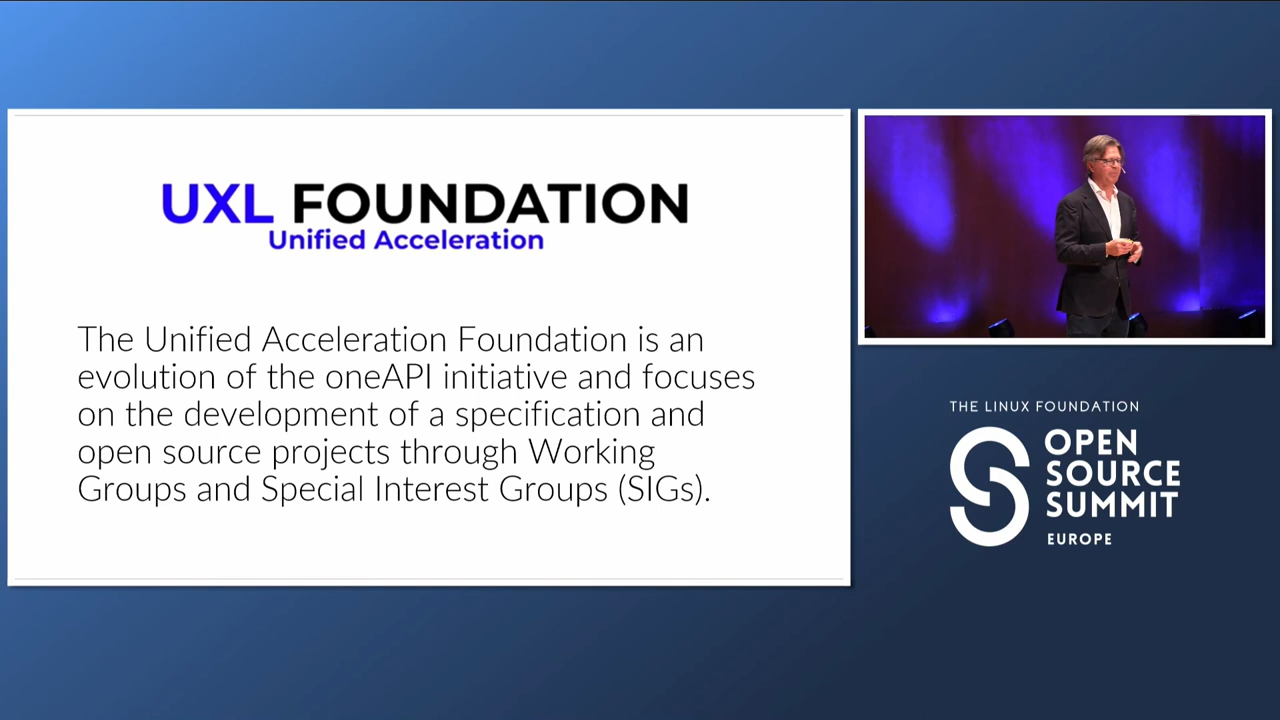 UXL FOUNDATION
Unified Acceleration
The Unified Acceleration Foundation is an
evolution of the oneAPI initiative and focuses
on the development of a specification and
open source projects through Working
Groups and Special Interest Groups (SIGs).
THE LINUX FOUNDATION
OPEN
SOURCE
SUMMIT
EUROPE